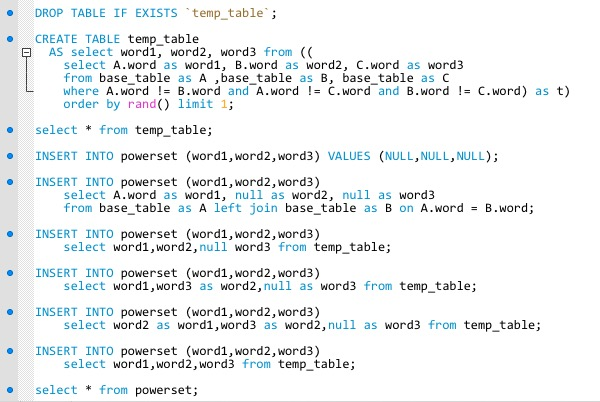 DROP TABLE IF EXISTS `temp_table`;
CREATE TABLE temp_table
AS select word1, word2, word3 from ((
select A.word as word1, B.word as word2, C.word as word3
from base_table as A ,base_table as B, base_table as C
where A.word != B.word and A.word != C.word and B.word != C.word) as t)
order by rand() limit 1;
select * from temp_table;
INSERT INTO powerset (word1,word2,word3) VALUES (NULL,NULL,NULL);
INSERT INTO powerset (word1,word2,word3)
select A.word as word1, null as word2, null as word3
from base_table as A left join base_table as B on A.word = B.word;
INSERT INTO powerset (word1,word2,word3)
select word1,word2,null word3 from temp_table;
INSERT INTO powerset (word1,word2,word3)
select word1,word3 as word2,null as word3 from temp_table;
INSERT INTO powerset (word1,word2,word3)
select word2 as word1,word3 as word2,null as word3 from temp_table;
INSERT INTO powerset (word1,word2,word3)
select word1,word2,word3 from temp_table;
select * from powerset;